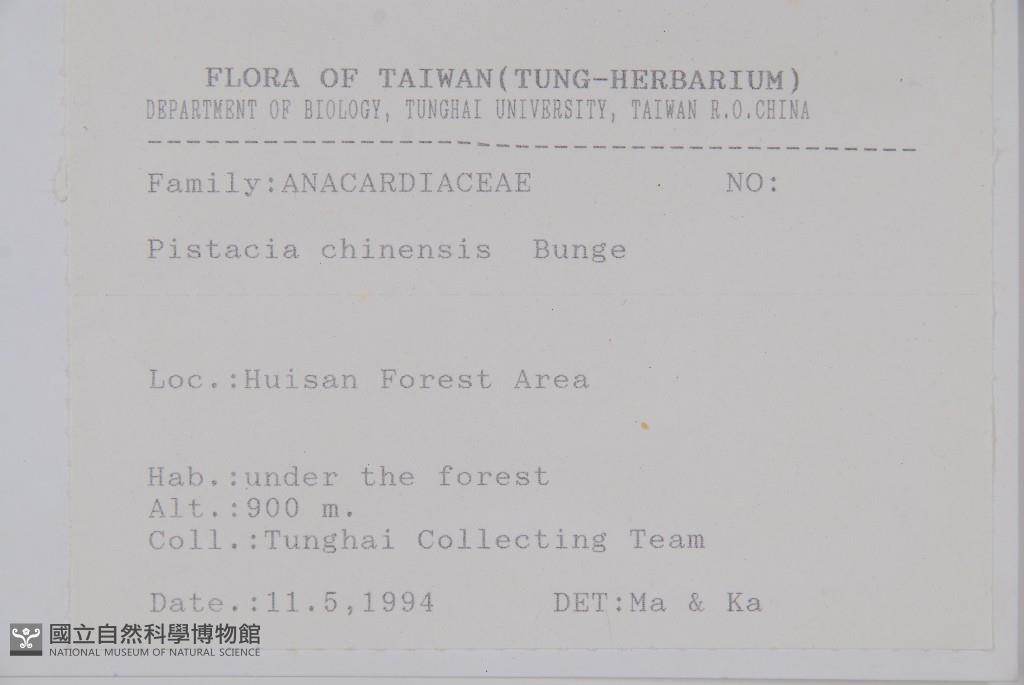 FLORA OF TAIWAN(TUNG-HERBARIUM)
DEPARTMENT OF BIOLOGY, TUNGHAI UNIVERSITY, TAIWAN R.O.CHINA
Family:ANACARDIACEAE NO:
Pistacia chinensis Bunge
Loc.:Huisan Forest Area
Hab.:under the forest
Alt.:900 m.
Coll.:Tunghai Collecting Team
Date.:11.5,1994 DET:Ma & Ka
國立自然科學博物館
NATIONAL MUSEUM OF NATURAL SCIENCE